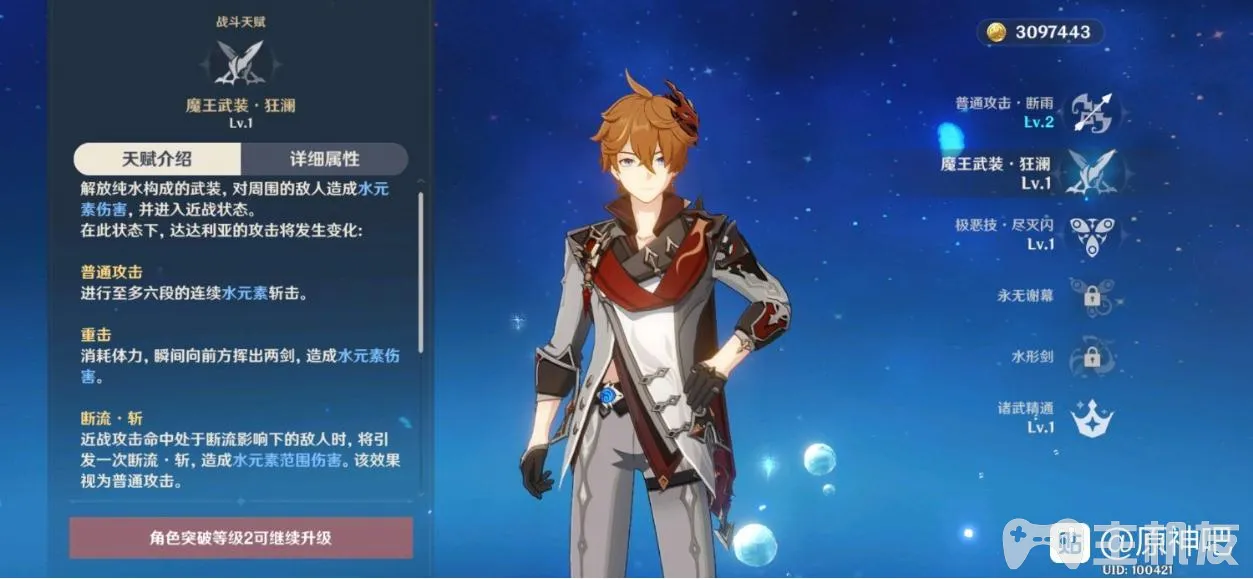 战斗天赋
魔王武装·狂澜
Lv.1
天赋介绍 详细属性
解放纯水构成的武装，对周围的敌人造成水元
素伤害，并进入近战状态。
在此状态下，达达利亚的攻击将发生变化:
普通攻击
进行至多六段的连续水元素斩击。
重击
消耗体力，瞬间向前方挥出两剑，造成水元素伤
害。
断流·斩
近战攻击命中处于断流影响下的敌人时，将引
发一次断流·斩，造成水元素范围伤害。该效果
视为普通攻击。
角色突破等级2可继续升级
3097443
普通攻击·断雨
Lv.2
魔王武装·狂澜
Lv.1
极恶技·尽灭闪
Lv.1
永无谢幕
水形剑
诸武精通
Lv.1
主机版
贴 @原神吧
UID: 100421